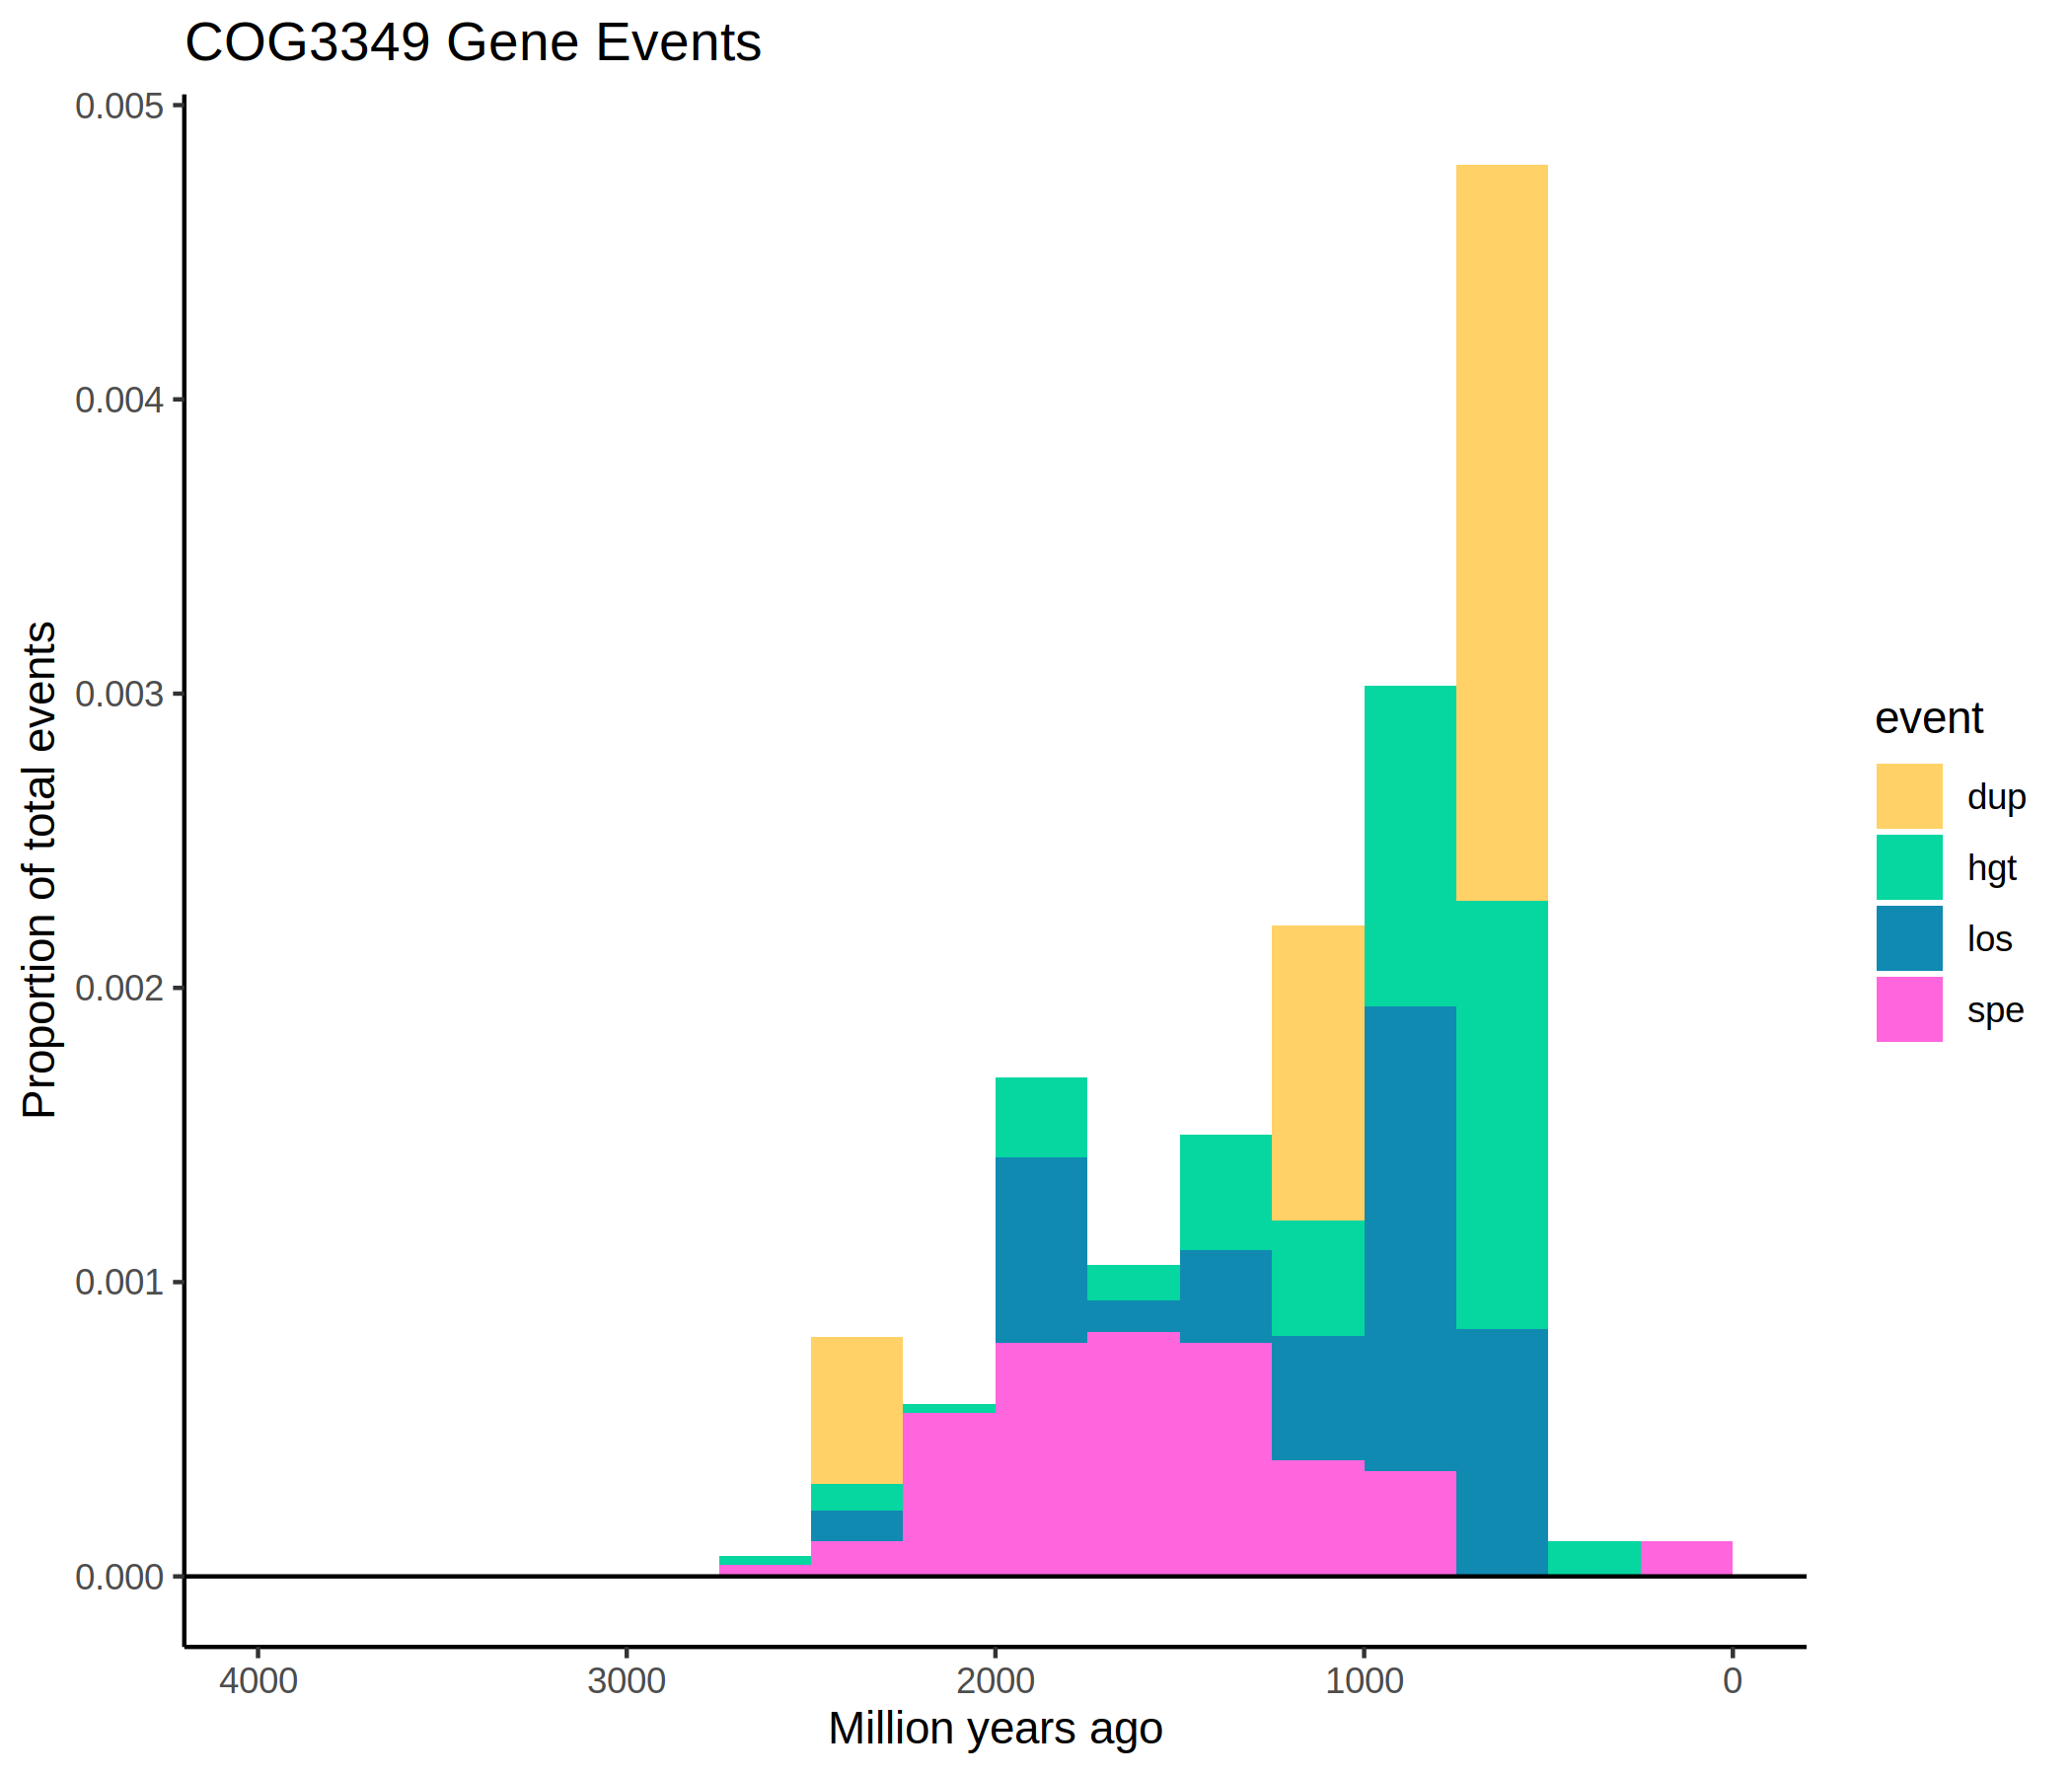 COG3349 Gene Events
Proportion of total events
0.005
0.004
0.003
0.002
0.001
0.000
4000 3000 2000 1000 0
Million years ago
event
dup
hgt
los
spe